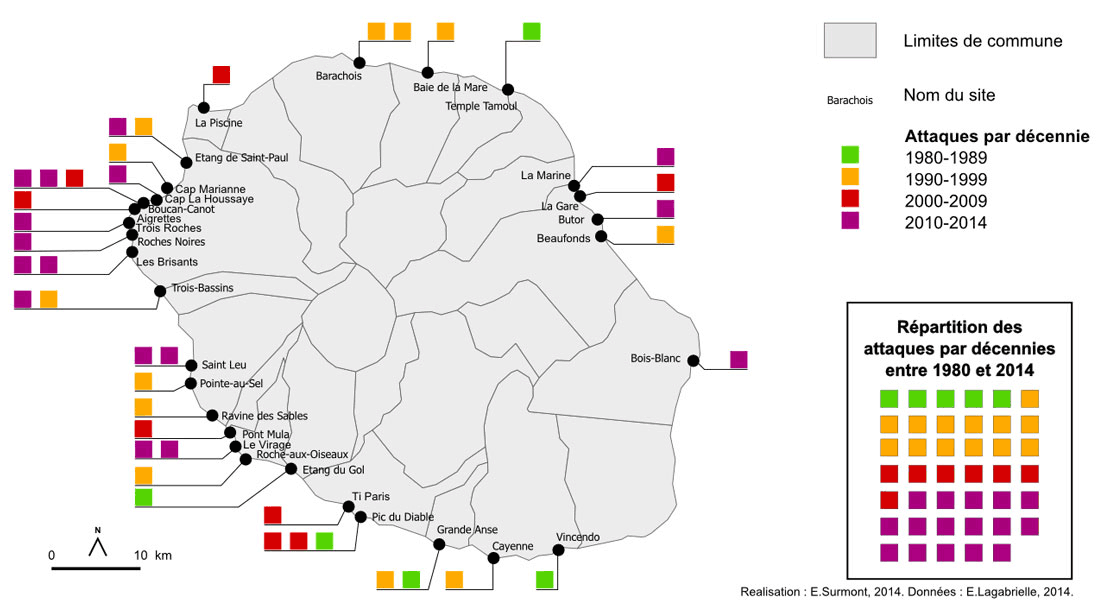 Limites de commune
Barachois
Nom du site
Attaques par décennie
1980-1989
1990-1999
2000-2009
2010-2014
Barachois
Baie de la Mare
Temple Tamoul
La Piscine
Etang de Saint-Paul
Cap Marianne
Cap La Houssaye
Boucan-Canot
Aigrettes
Trois Roches
Roches Noires
Les Brisants
Trois-Bassins
La Marine
La Gare
Butor
Beaufonds
Bois-Blanc
Saint Leu
Pointe-au-Sel
Ravine des Sables
Pont Mula
Le Virage
Roche-aux-Oiseaux
Etang du Gol
Ti Paris
Pic du Diable
Grande Anse
Cayenne
Vincendo
Répartition des
attaques par décennies
entre 1980 et 2014
N
0 10 km
Realisation : E.Surmont, 2014. Données : E.Lagabrielle, 2014.